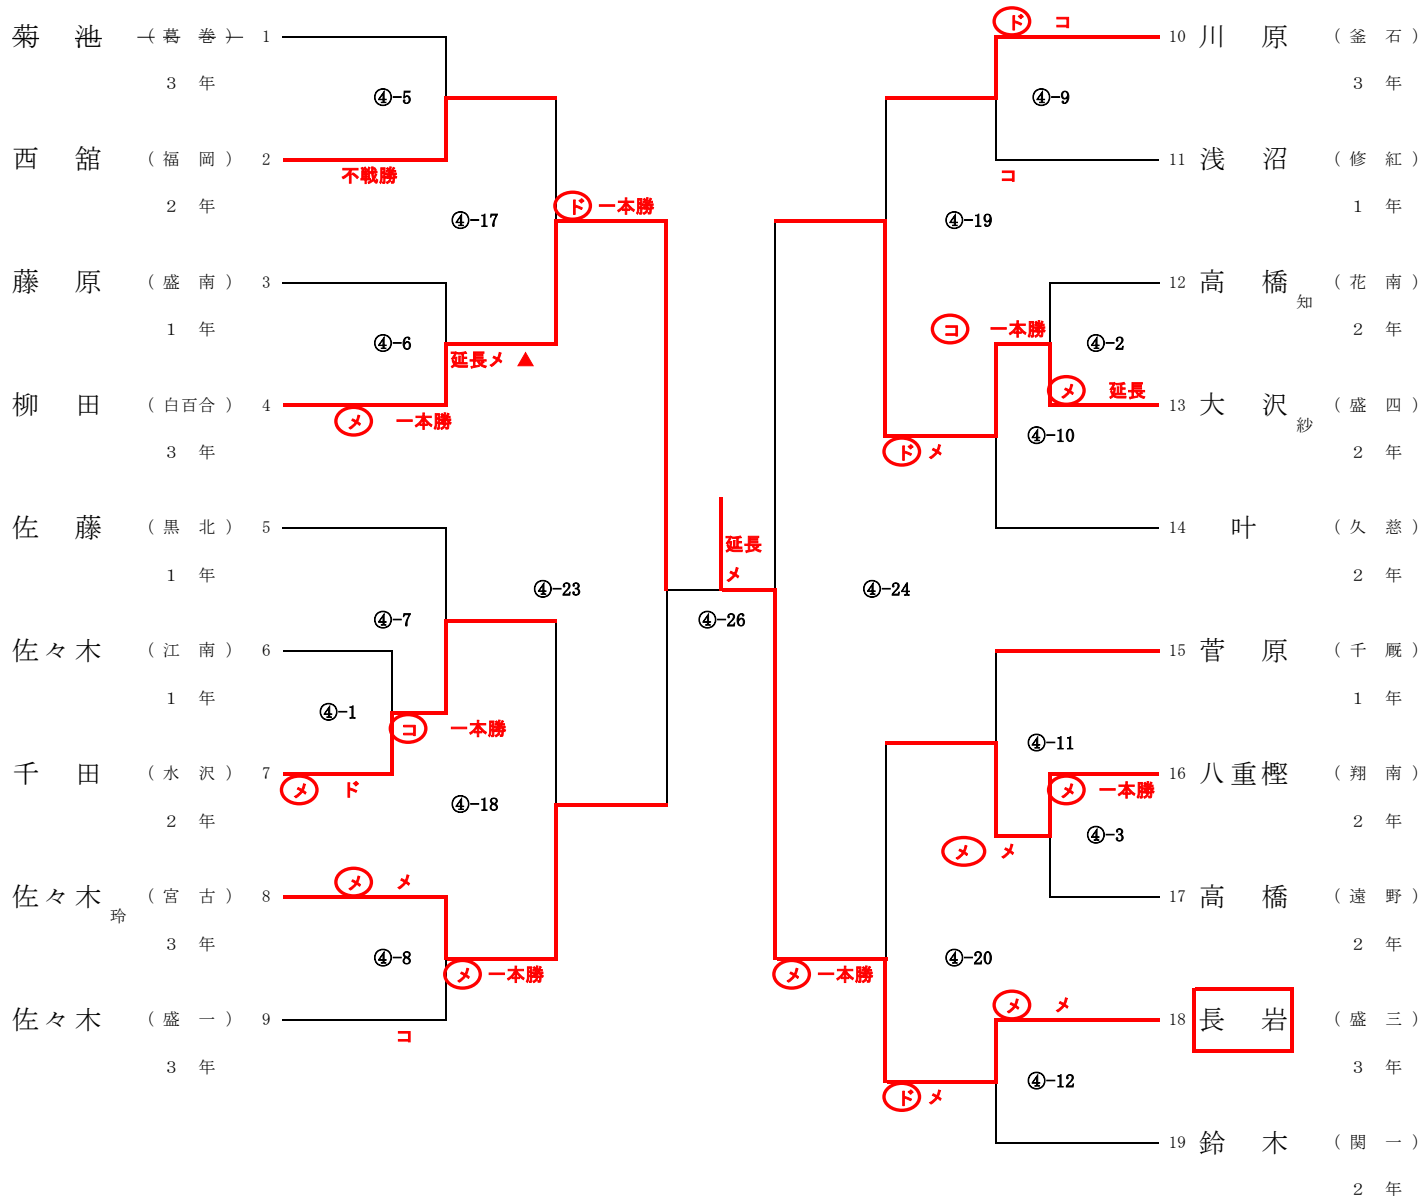 菊池 (葛巻) 1
3年
④-5
西舘 (福岡) 2
不戦勝
2年
④-17
ド 一本勝
藤原 (盛南) 3
1年
④-6
延長メ ▲
柳田 (白百合) 4
メ 一本勝
3年
佐藤 (黒北) 5
1年
④-23
④-7
佐々木 (江南) 6
1年
④-1
コ 一本勝
千田 (水沢) 7
メ ド
2年
④-18
メ メ
佐々木玲 (宮古) 8
3年
④-8
メ 一本勝
佐々木 (盛一) 9
コ
3年
延長
メ
④-26
ド コ
10 川原 (釜石)
3年
④-9
11 浅沼 (修紅)
コ
1年
④-19
12 高橋知 (花南)
2年
コ 一本勝
④-2
メ 延長
13 大沢紗 (盛四)
④-10
ド メ
2年
14 叶 (久慈)
2年
④-24
15 菅原 (千厩)
1年
④-11
16 八重樫 (翔南)
メ 一本勝
2年
④-3
メ メ
17 高橋 (遠野)
2年
④-20
メ 一本勝
メ メ
18 長岩 (盛三)
3年
④-12
ド メ
19 鈴木 (関一)
2年